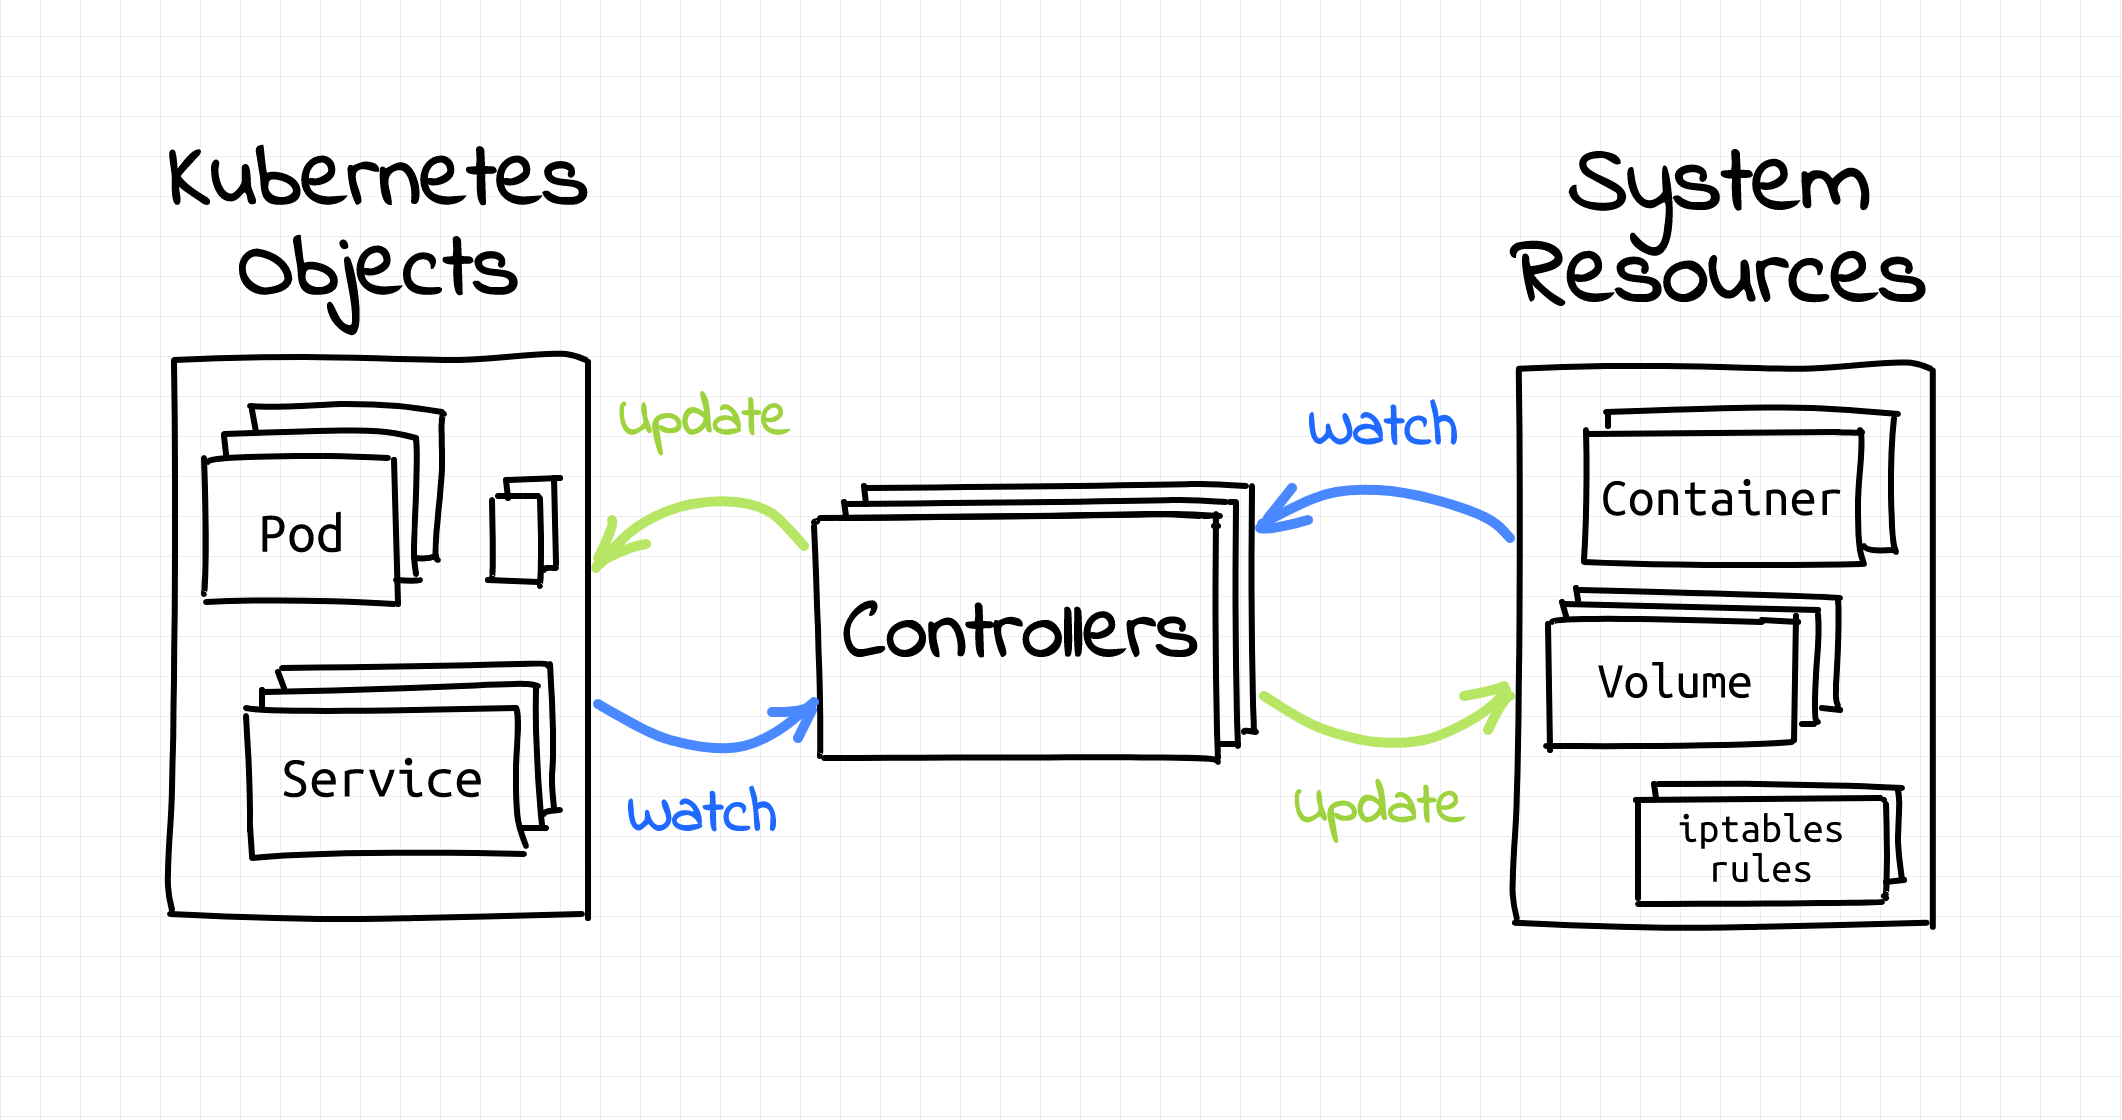 Kubernetes
Objects
System
Resources
update
watch
Container
Pod
Controllers
Volume
Service
watch
update
iptables
rules